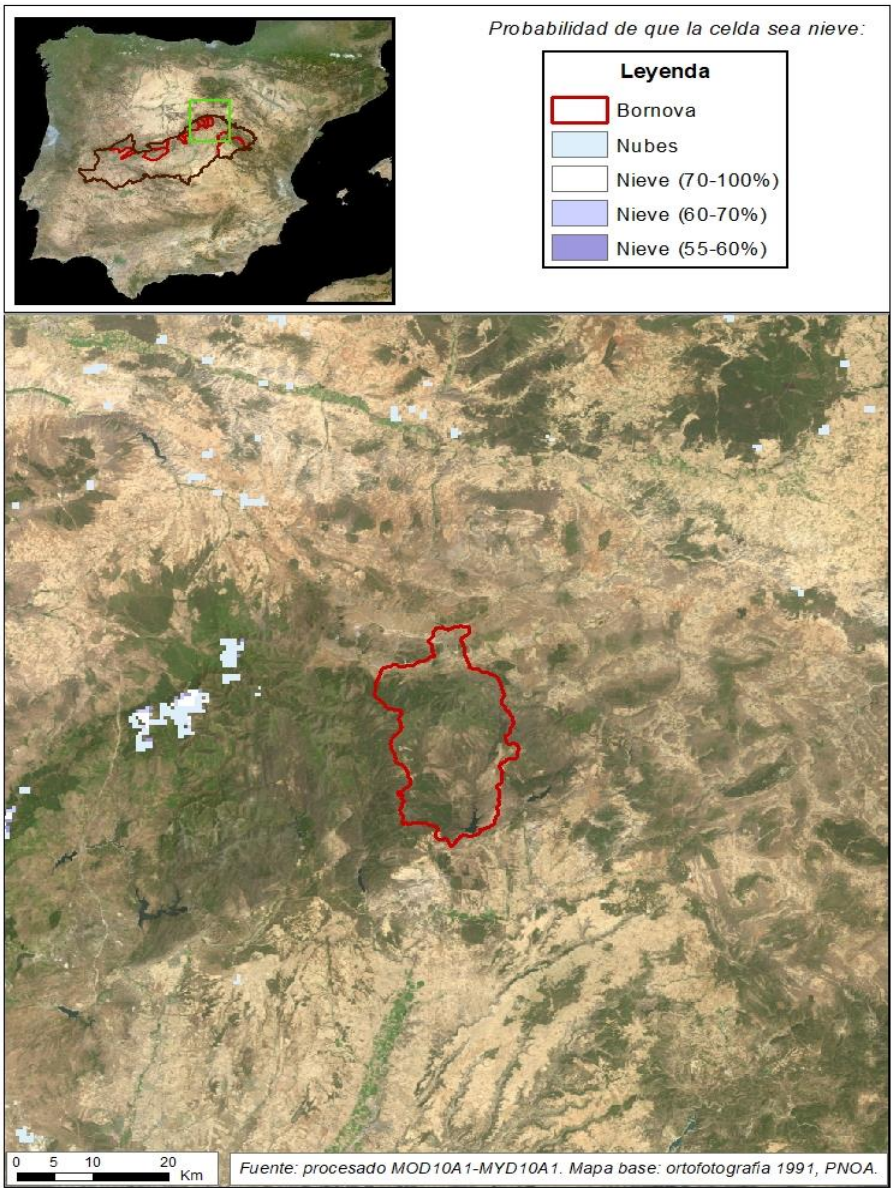 Probabilidad de que la celda sea nieve:
Leyenda
Bornova
Nubes
Nieve (70-100%)
Nieve (60-70%)
Nieve (55-60%)
0 5 10 20
Km
Fuente: procesado MOD10A1-MYD10A1. Mapa base: ortofotografía 1991, PNOA.